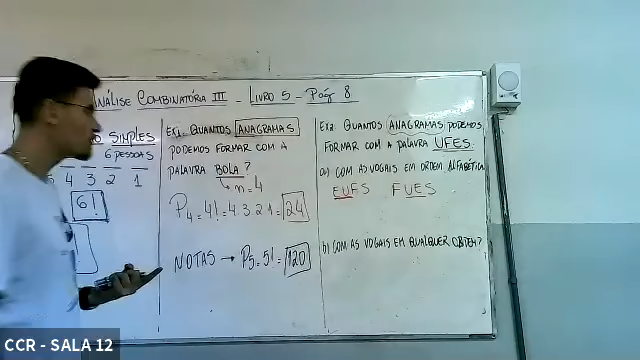 ANÁLISE COMBINATÓRIA III - LIVRO 5 - PÁG 8
SIMPLES
6 PESSOAS
4 3 2 1
6!
EX1. QUANTOS ANAGRAMAS
PODEMOS FORMAR COM A
PALAVRA BOLA?
n=4
P4=4!=4.3.2.1=24
NOTAS → P5=5!=120
EX2. QUANTOS ANAGRAMAS PODEMOS
FORMAR COM A PALAVRA UFES.
a) COM AS VOGAIS EM ORDEM ALFABÉTICA
EUFS FUES
b) COM AS VOGAIS EM QUALQUER ORDEM?
CCR - SALA 12